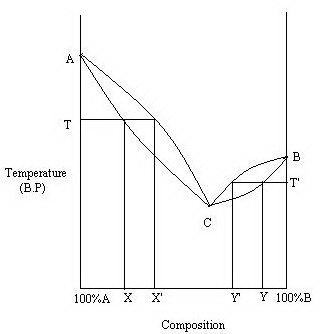 A
T
B
Temperature
(B.P)
T'
C
100%A X X' Y' Y 100%B
Composition